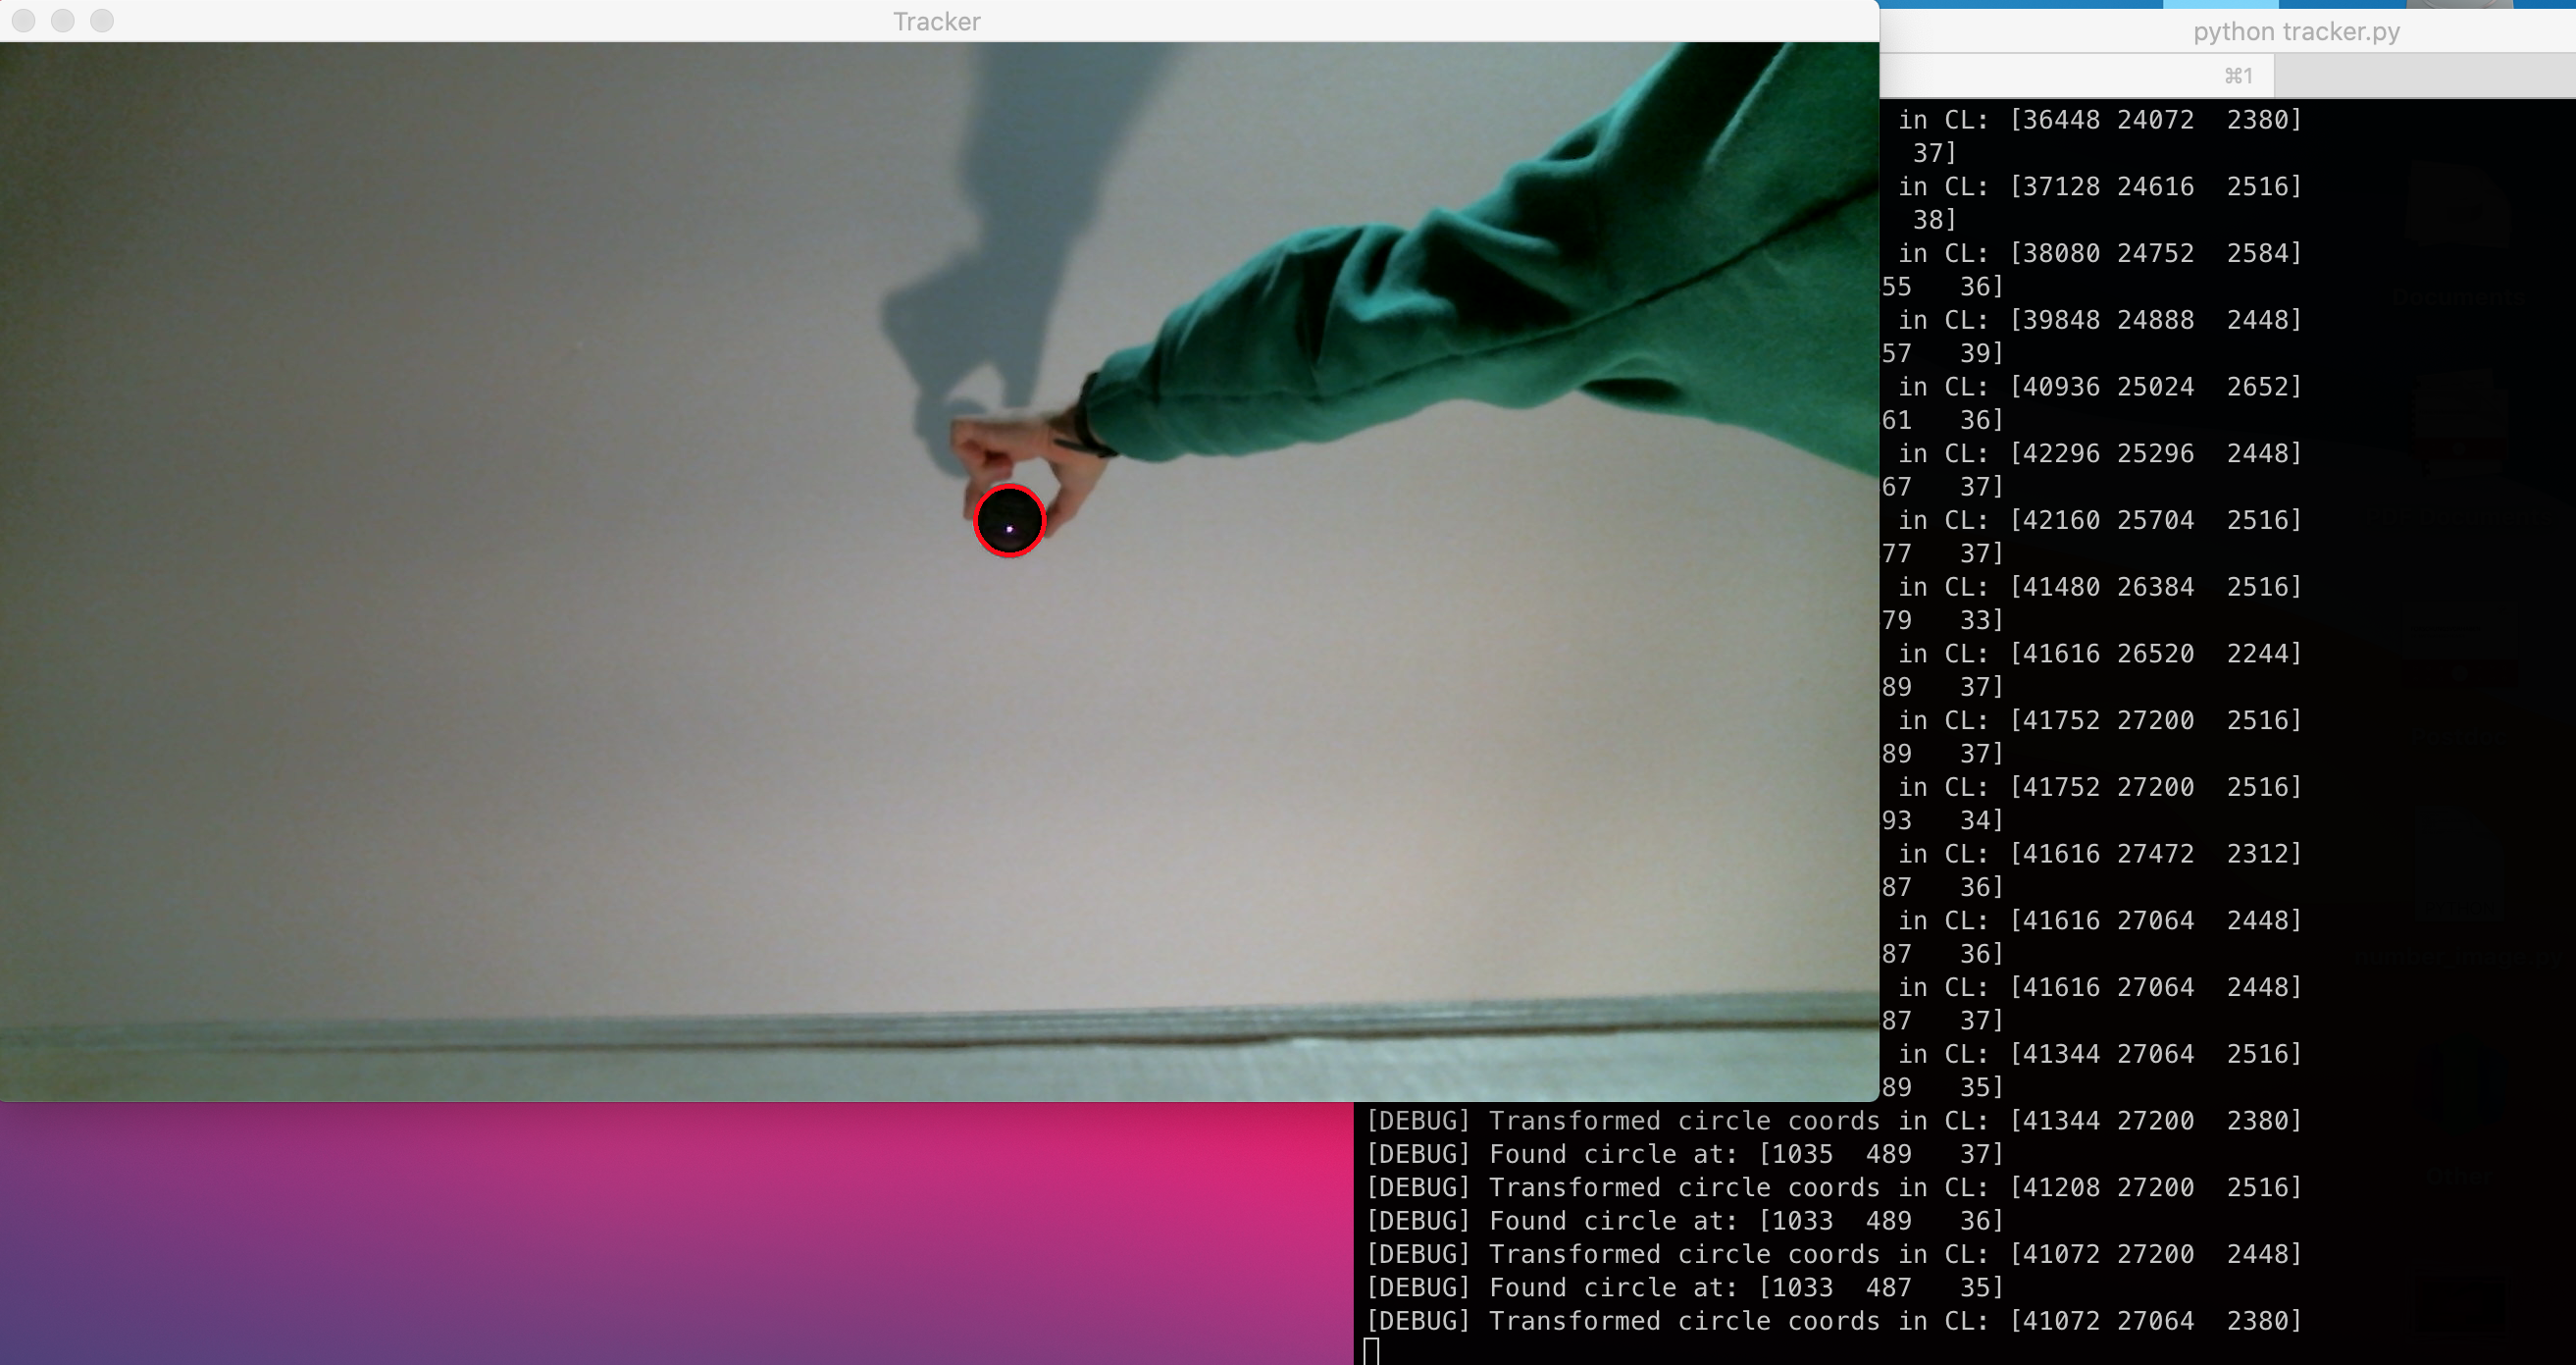 Tracker
python tracker.py
⌘1
in CL: [36448 24072  2380]
37]
in CL: [37128 24616  2516]
38]
in CL: [38080 24752  2584]
55   36]
in CL: [39848 24888  2448]
57   39]
in CL: [40936 25024  2652]
61   36]
in CL: [42296 25296  2448]
67   37]
in CL: [42160 25704  2516]
77   37]
in CL: [41480 26384  2516]
79   33]
in CL: [41616 26520  2244]
89   37]
in CL: [41752 27200  2516]
89   37]
in CL: [41752 27200  2516]
93   34]
in CL: [41616 27472  2312]
87   36]
in CL: [41616 27064  2448]
87   36]
in CL: [41616 27064  2448]
87   37]
in CL: [41344 27064  2516]
89   35]
[DEBUG] Transformed circle coords in CL: [41344 27200  2380]
[DEBUG] Found circle at: [1035  489   37]
[DEBUG] Transformed circle coords in CL: [41208 27200  2516]
[DEBUG] Found circle at: [1033  489   36]
[DEBUG] Transformed circle coords in CL: [41072 27200  2448]
[DEBUG] Found circle at: [1033  487   35]
[DEBUG] Transformed circle coords in CL: [41072 27064  2380]
Documents
Other